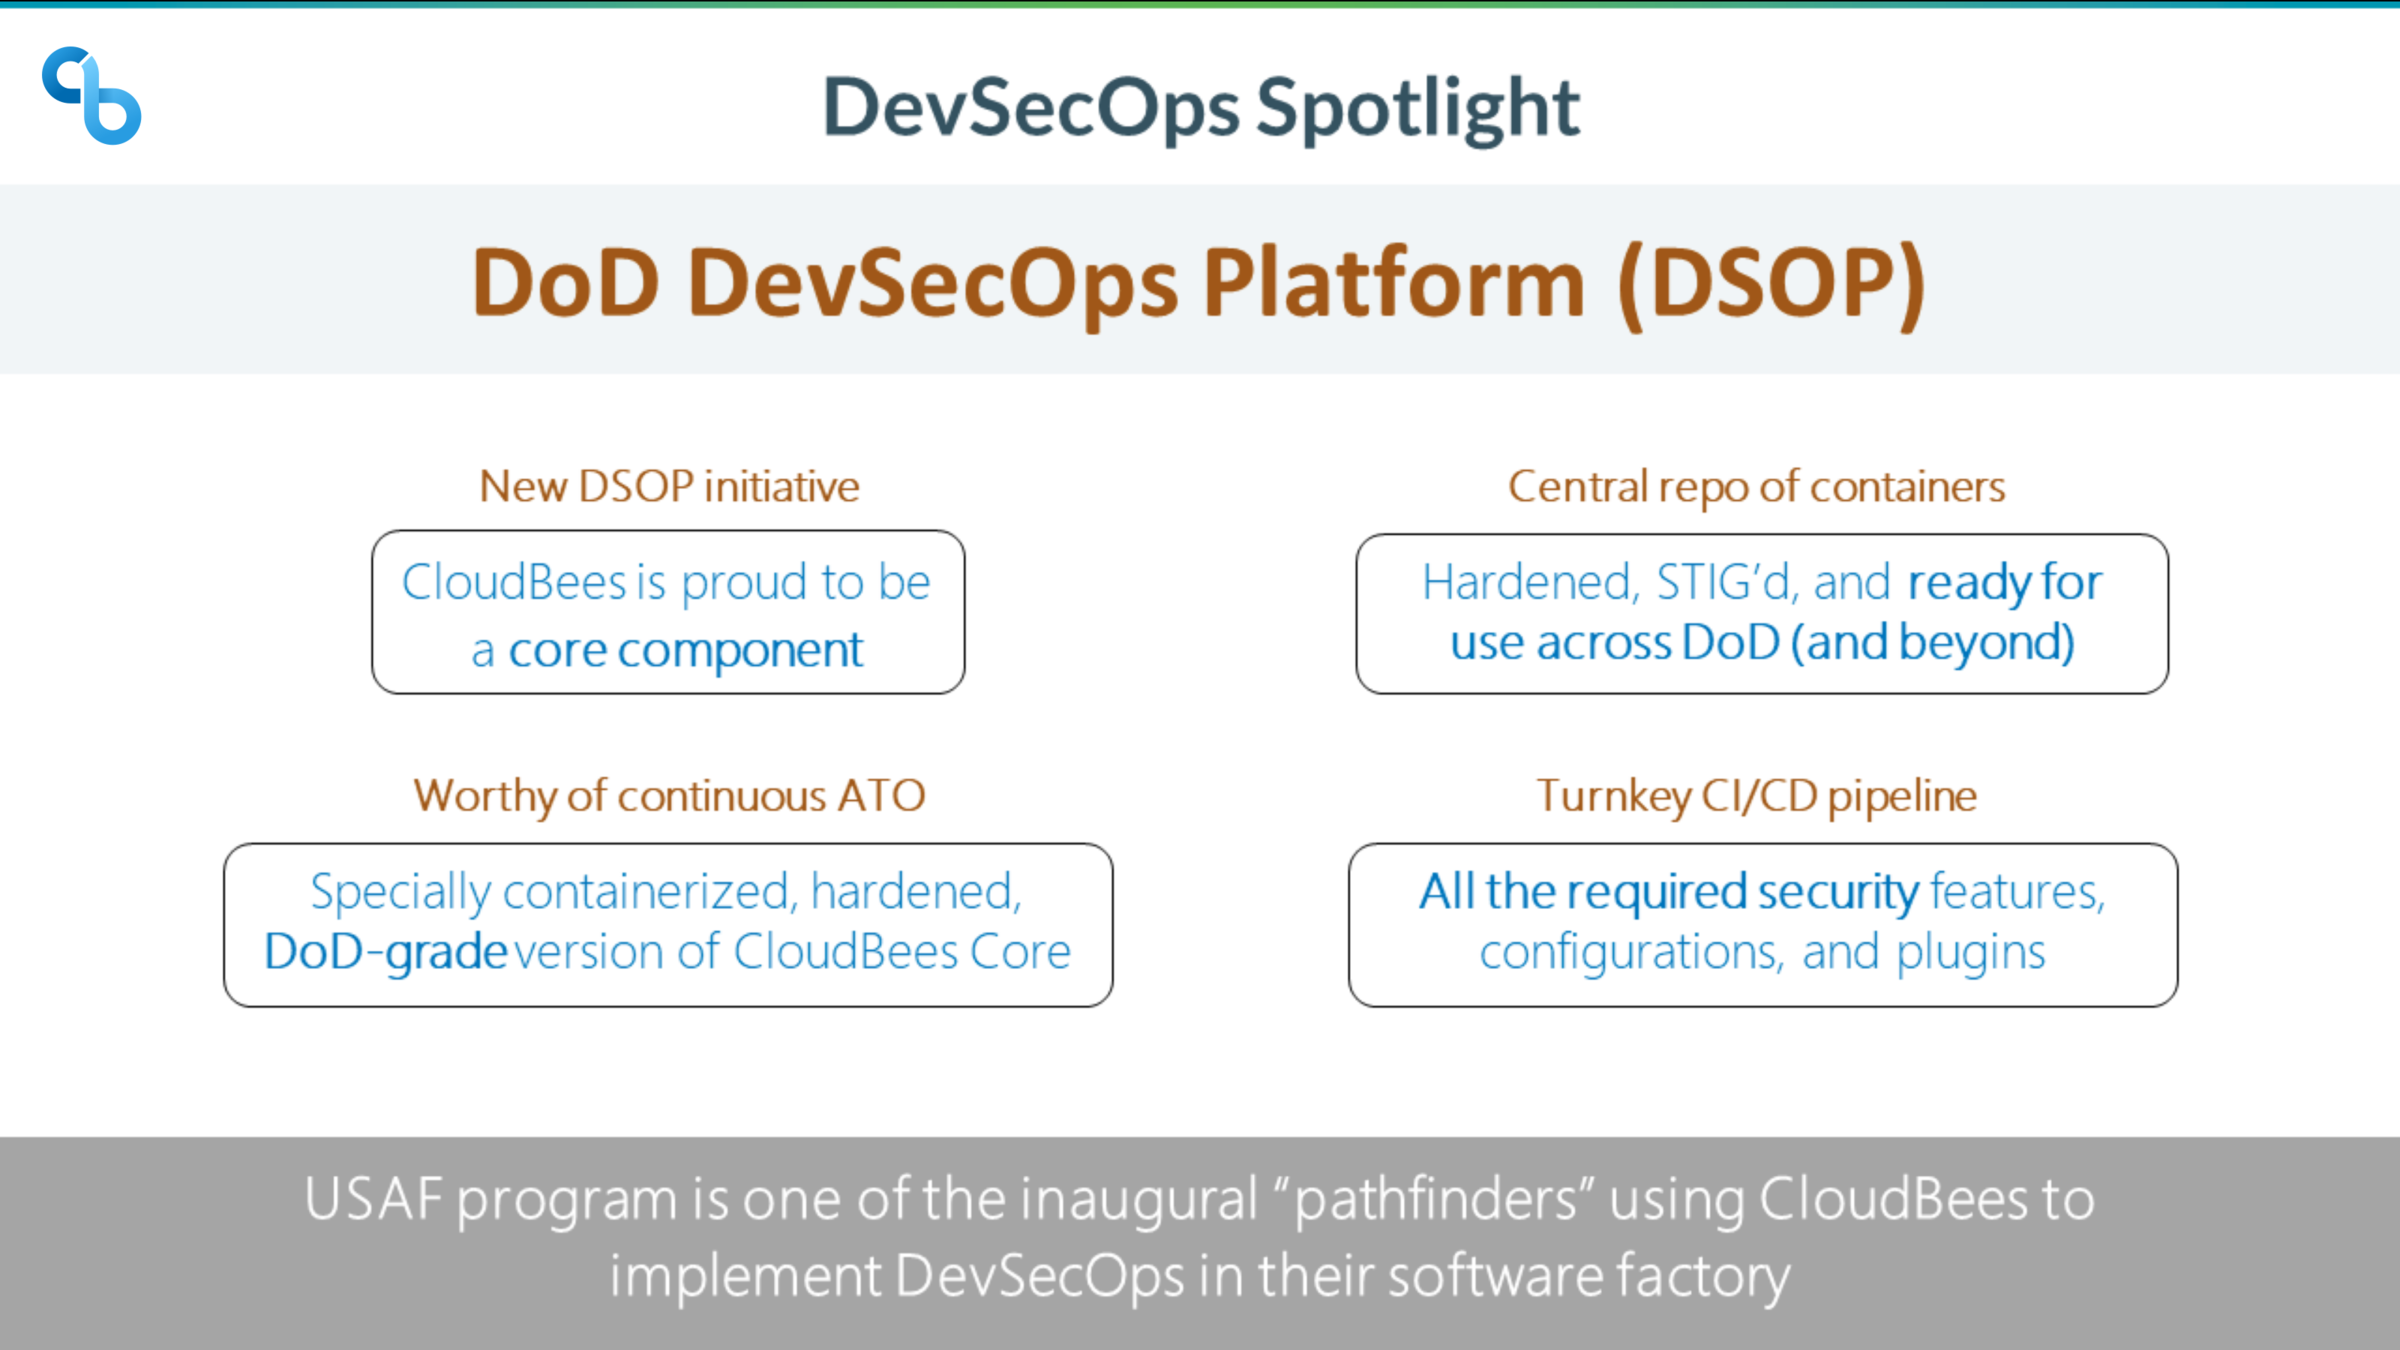 DevSecOps Spotlight
DoD DevSecOps Platform (DSOP)
New DSOP initiative
CloudBees is proud to be
a core component
Central repo of containers
Hardened, STIG’d, and ready for
use across DoD (and beyond)
Worthy of continuous ATO
Specially containerized, hardened,
DoD-grade version of CloudBees Core
Turnkey CI/CD pipeline
All the required security features,
configurations, and plugins
USAF program is one of the inaugural “pathfinders” using CloudBees to
implement DevSecOps in their software factory